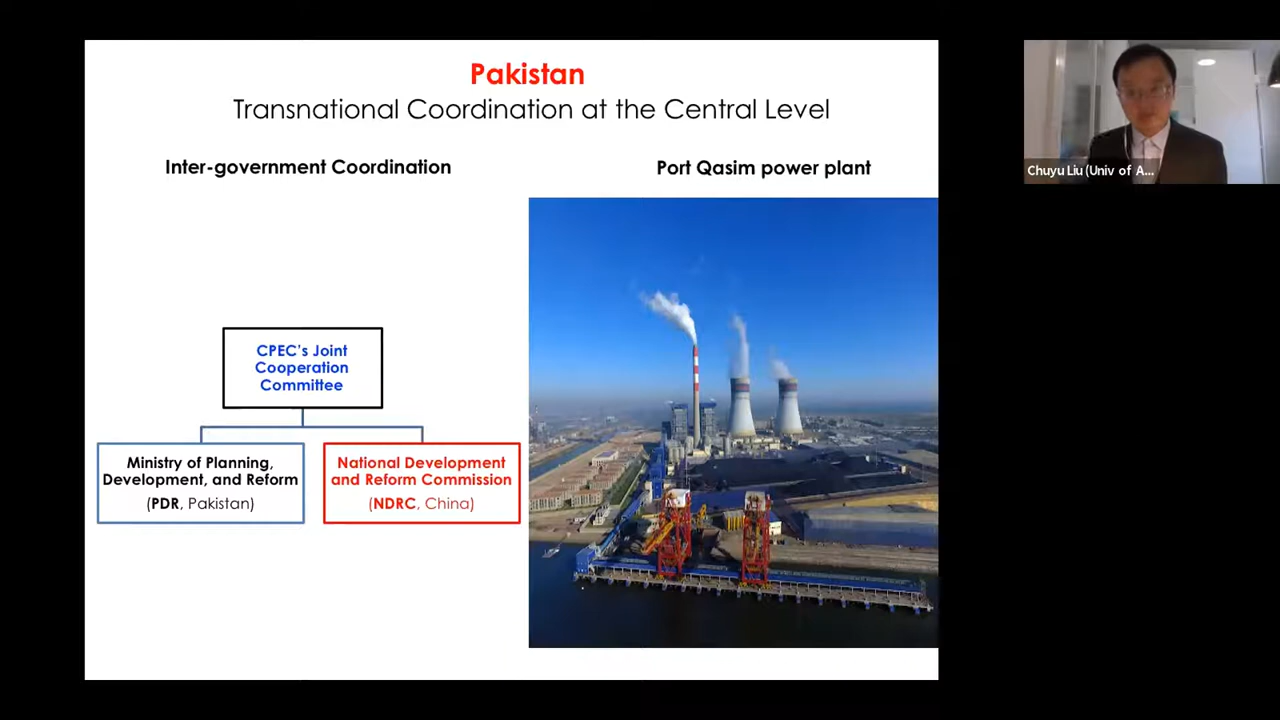 Pakistan
Transnational Coordination at the Central Level
Inter-government Coordination
Port Qasim power plant
CPEC's Joint
Cooperation
Committee
Ministry of Planning,
Development, and Reform
(PDR, Pakistan)
National Development
and Reform Commission
(NDRC, China)
Chuyu Liu (Univ of A...